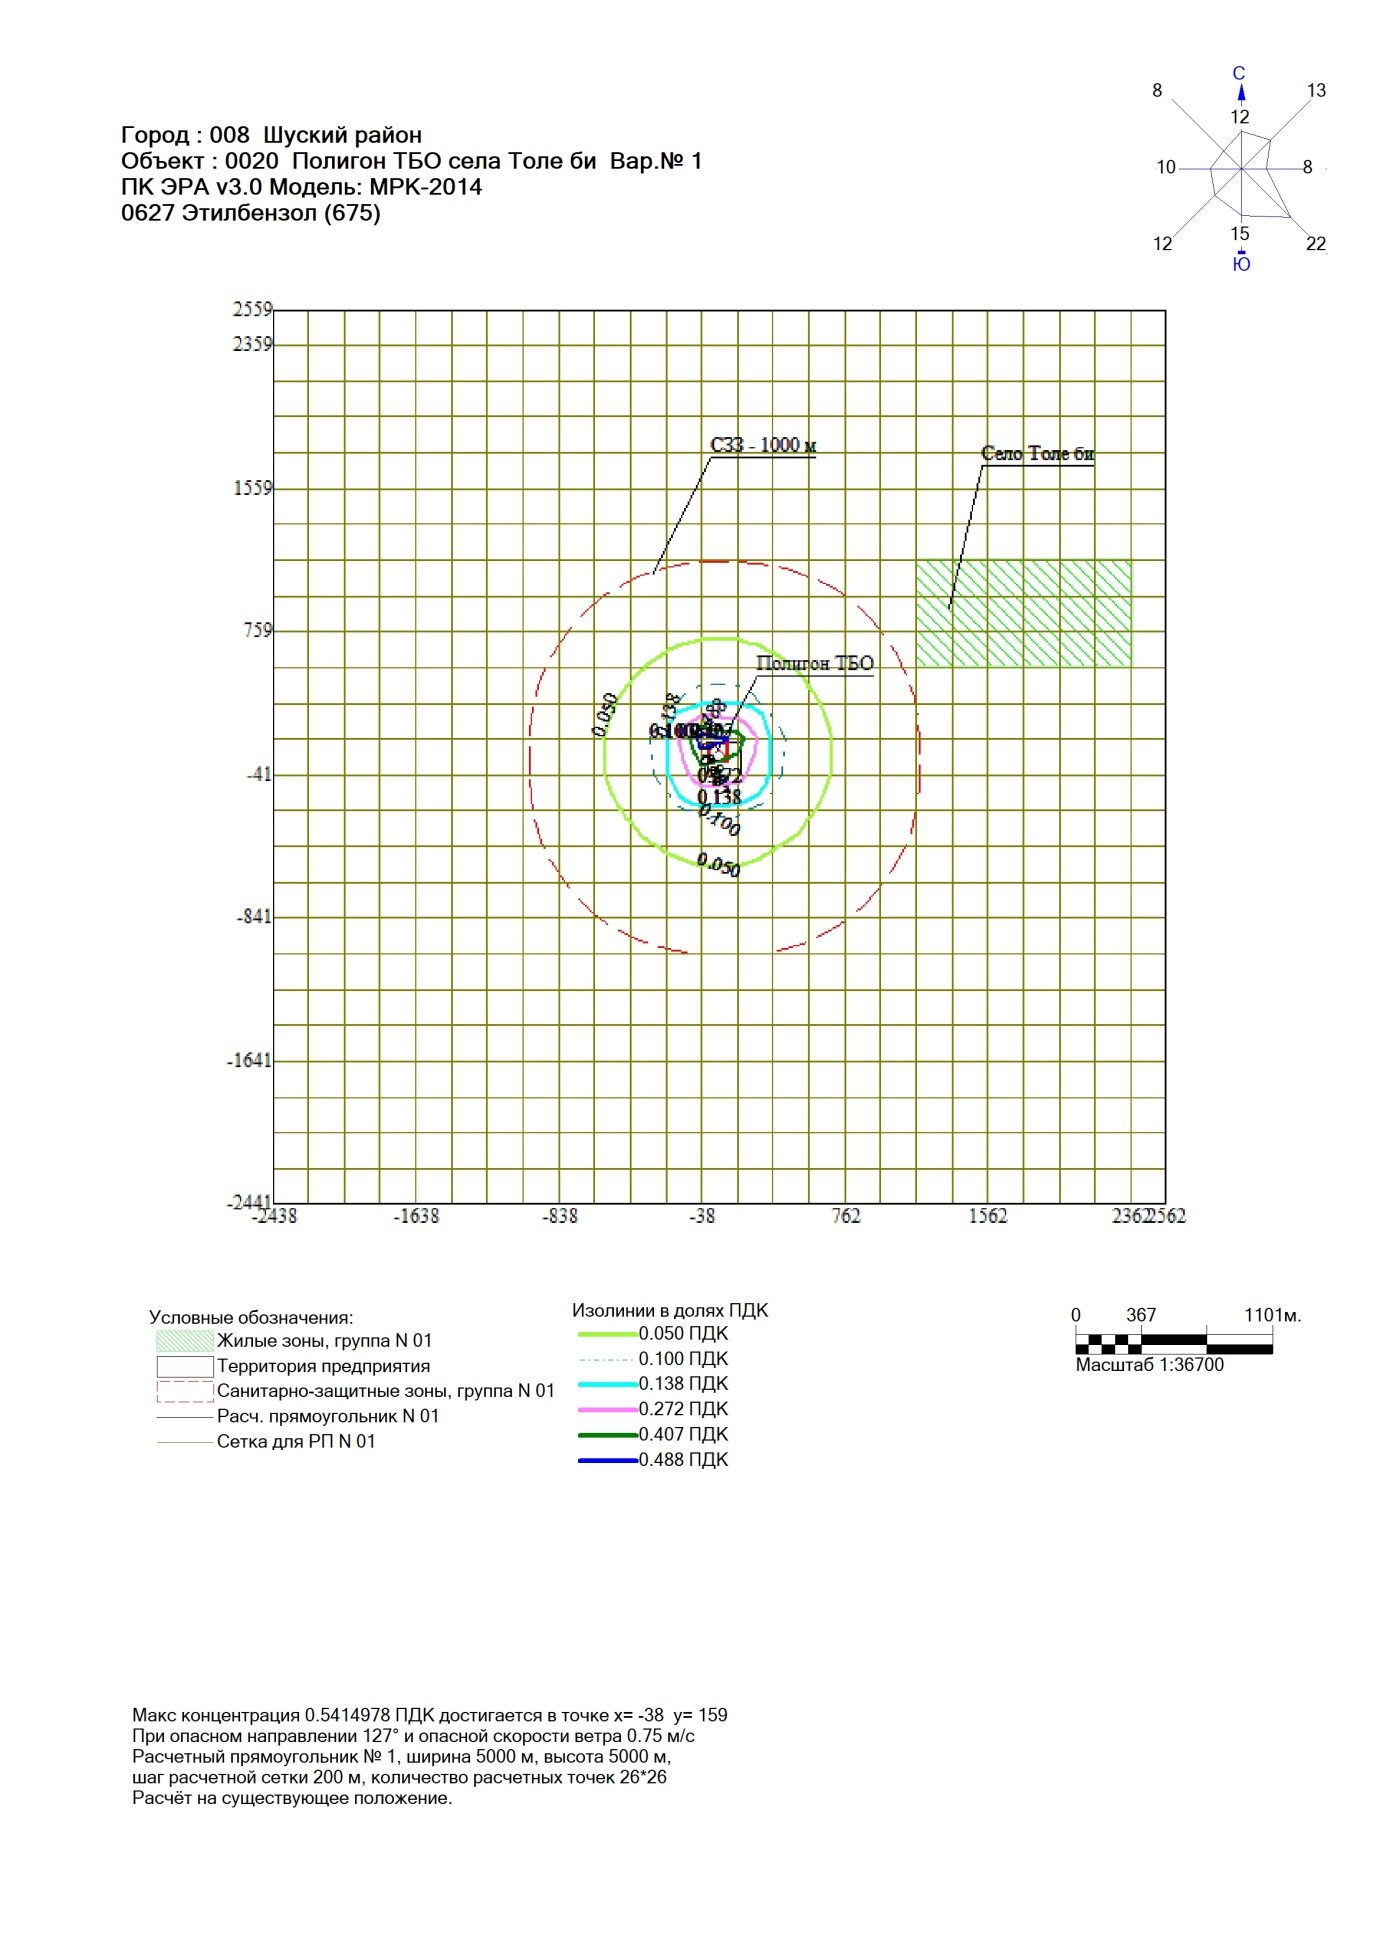 С
8
13
12
10
8
12
15
22
Ю
Город : 008 Шуский район
Объект : 0020 Полигон ТБО села Толе би Вар.№ 1
ПК ЭРА v3.0 Модель: МРК-2014
0627 Этилбензол (675)
2559
2359
СЗЗ - 1000 м
Село Толе би
1559
759
Полигон ТБО
0.050
-41
0.138
0.100
0.050
-841
-1641
-2441
-2438
-1638
-838
-38
762
1562
2362
2562
Условные обозначения:
Жилые зоны, группа N 01
Территория предприятия
Санитарно-защитные зоны, группа N 01
Расч. прямоугольник N 01
Сетка для РП N 01
Изолинии в долях ПДК
0.050 ПДК
0.100 ПДК
0.138 ПДК
0.272 ПДК
0.407 ПДК
0.488 ПДК
0 367 1101м.
Масштаб 1:36700
Макс концентрация 0.5414978 ПДК достигается в точке x= -38 y= 159
При опасном направлении 127° и опасной скорости ветра 0.75 м/с
Расчетный прямоугольник № 1, ширина 5000 м, высота 5000 м,
шаг расчетной сетки 200 м, количество расчетных точек 26*26
Расчёт на существующее положение.